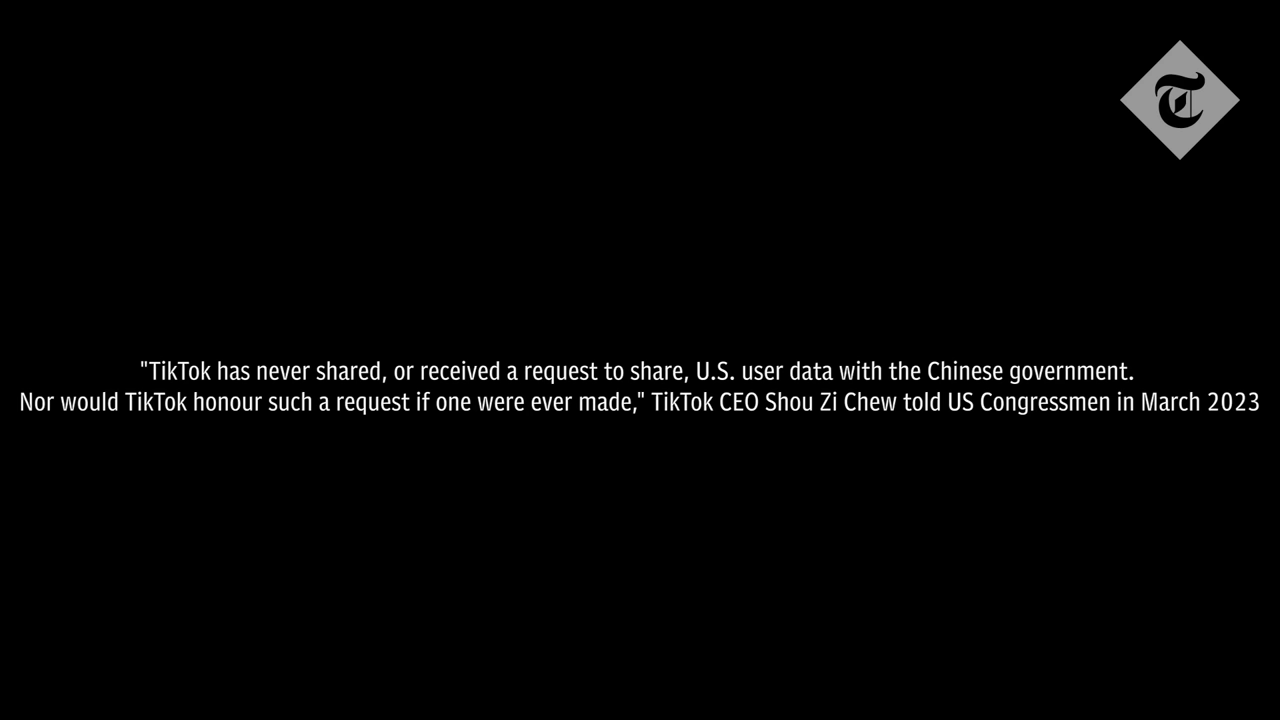 T
"TikTok has never shared, or received a request to share, U.S. user data with the Chinese government.
Nor would TikTok honour such a request if one were ever made," TikTok CEO Shou Zi Chew told US Congressmen in March 2023